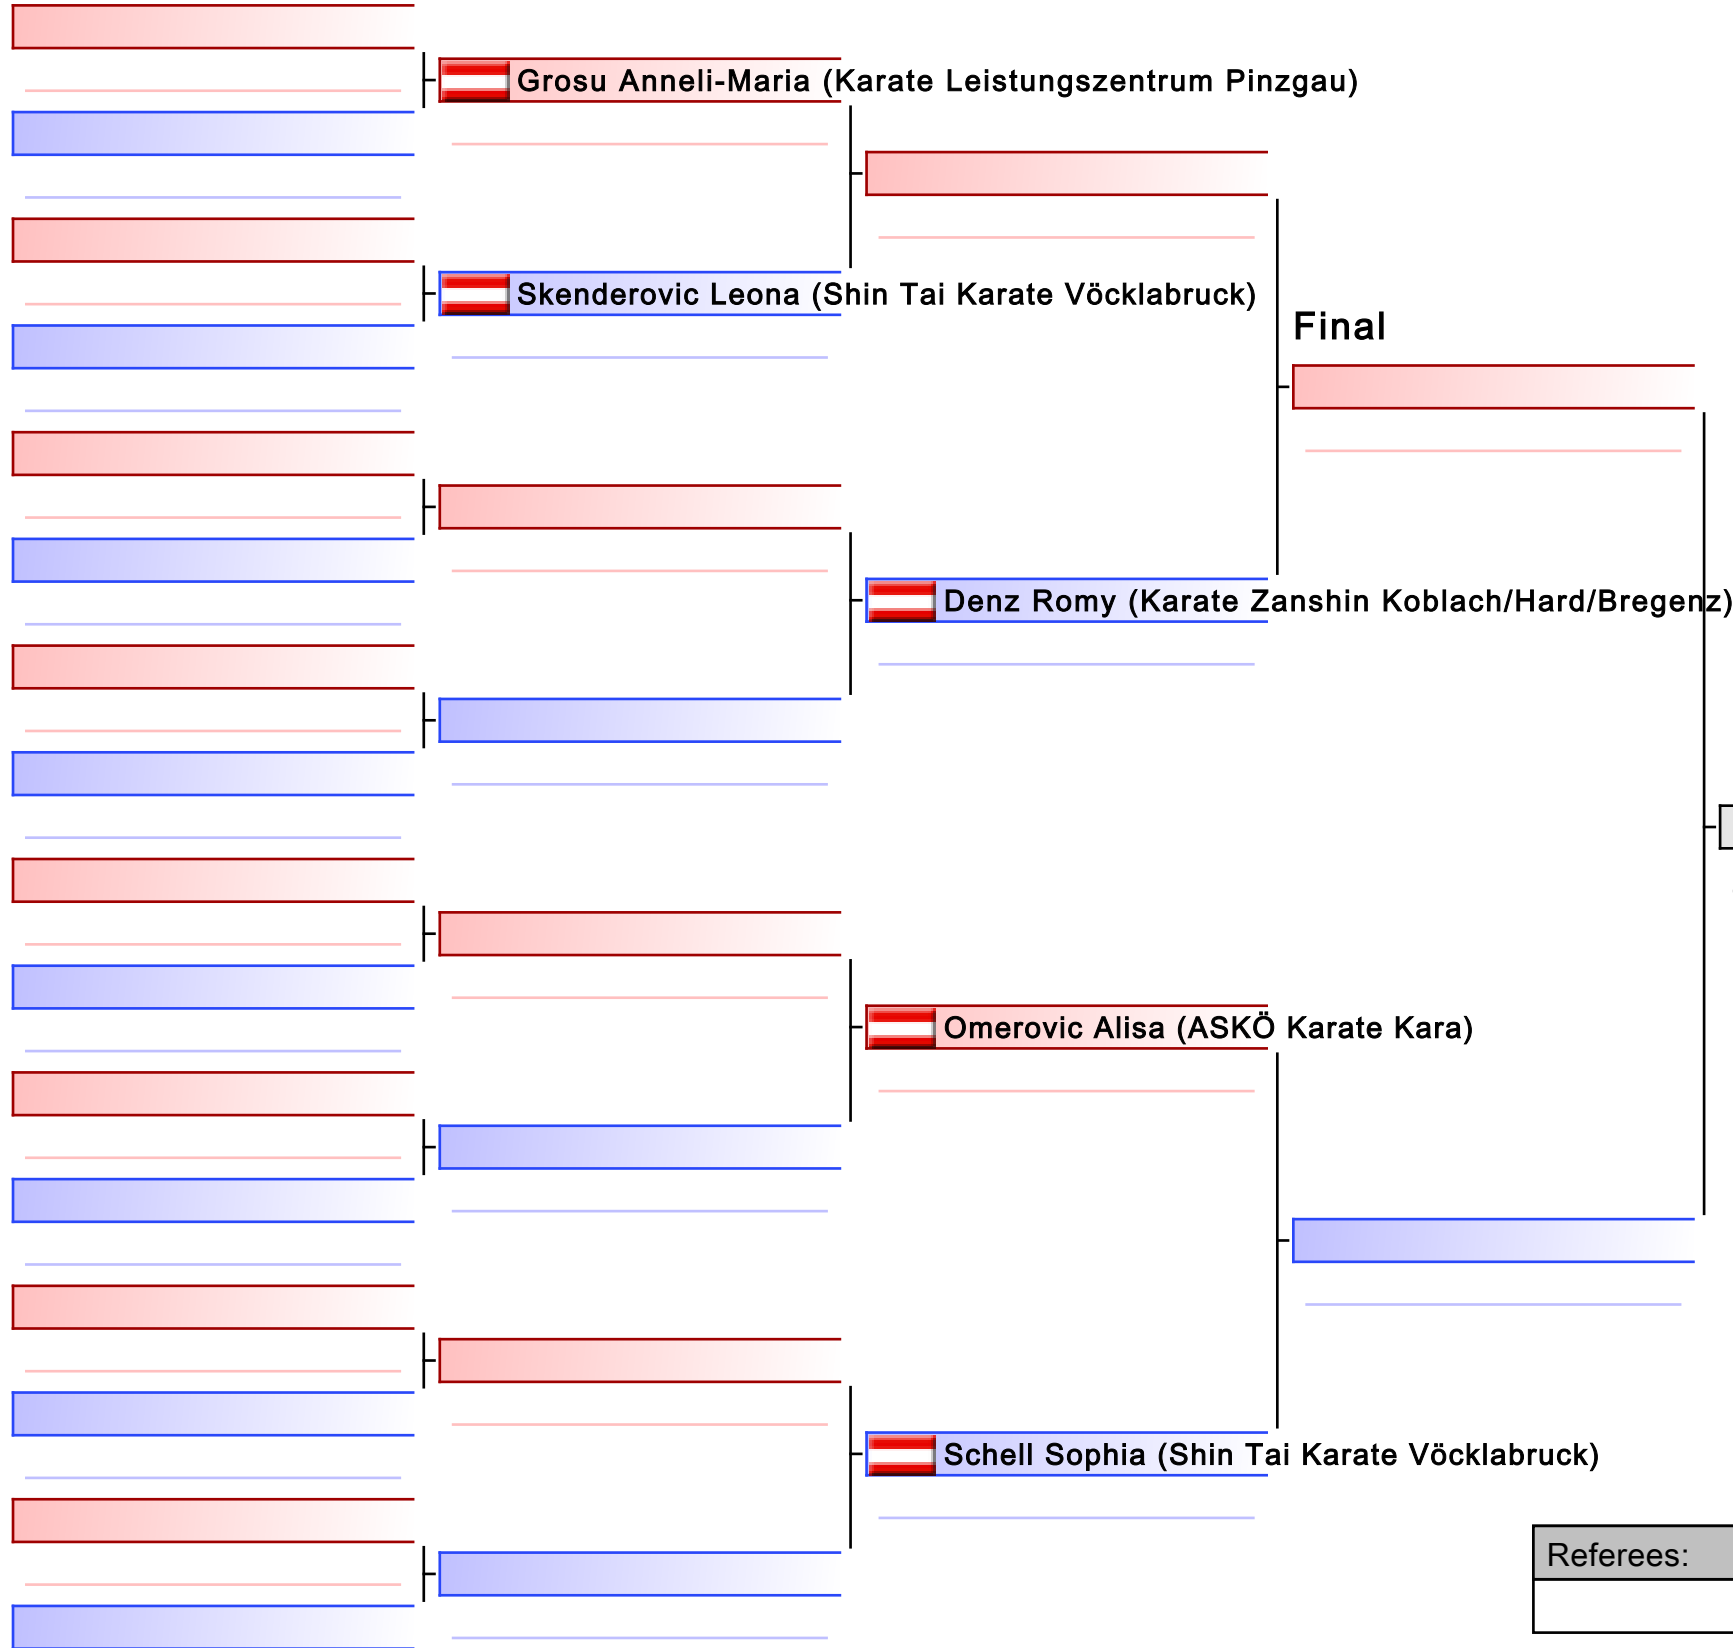 Grosu Anneli-Maria (Karate Leistungszentrum Pinzgau)
Skenderovic Leona (Shin Tai Karate Vöcklabruck)
Final
Denz Romy (Karate Zanshin Koblach/Hard/Bregenz)
Omerovic Alisa (ASKÖ Karate Kara)
Schell Sophia (Shin Tai Karate Vöcklabruck)
Referees: